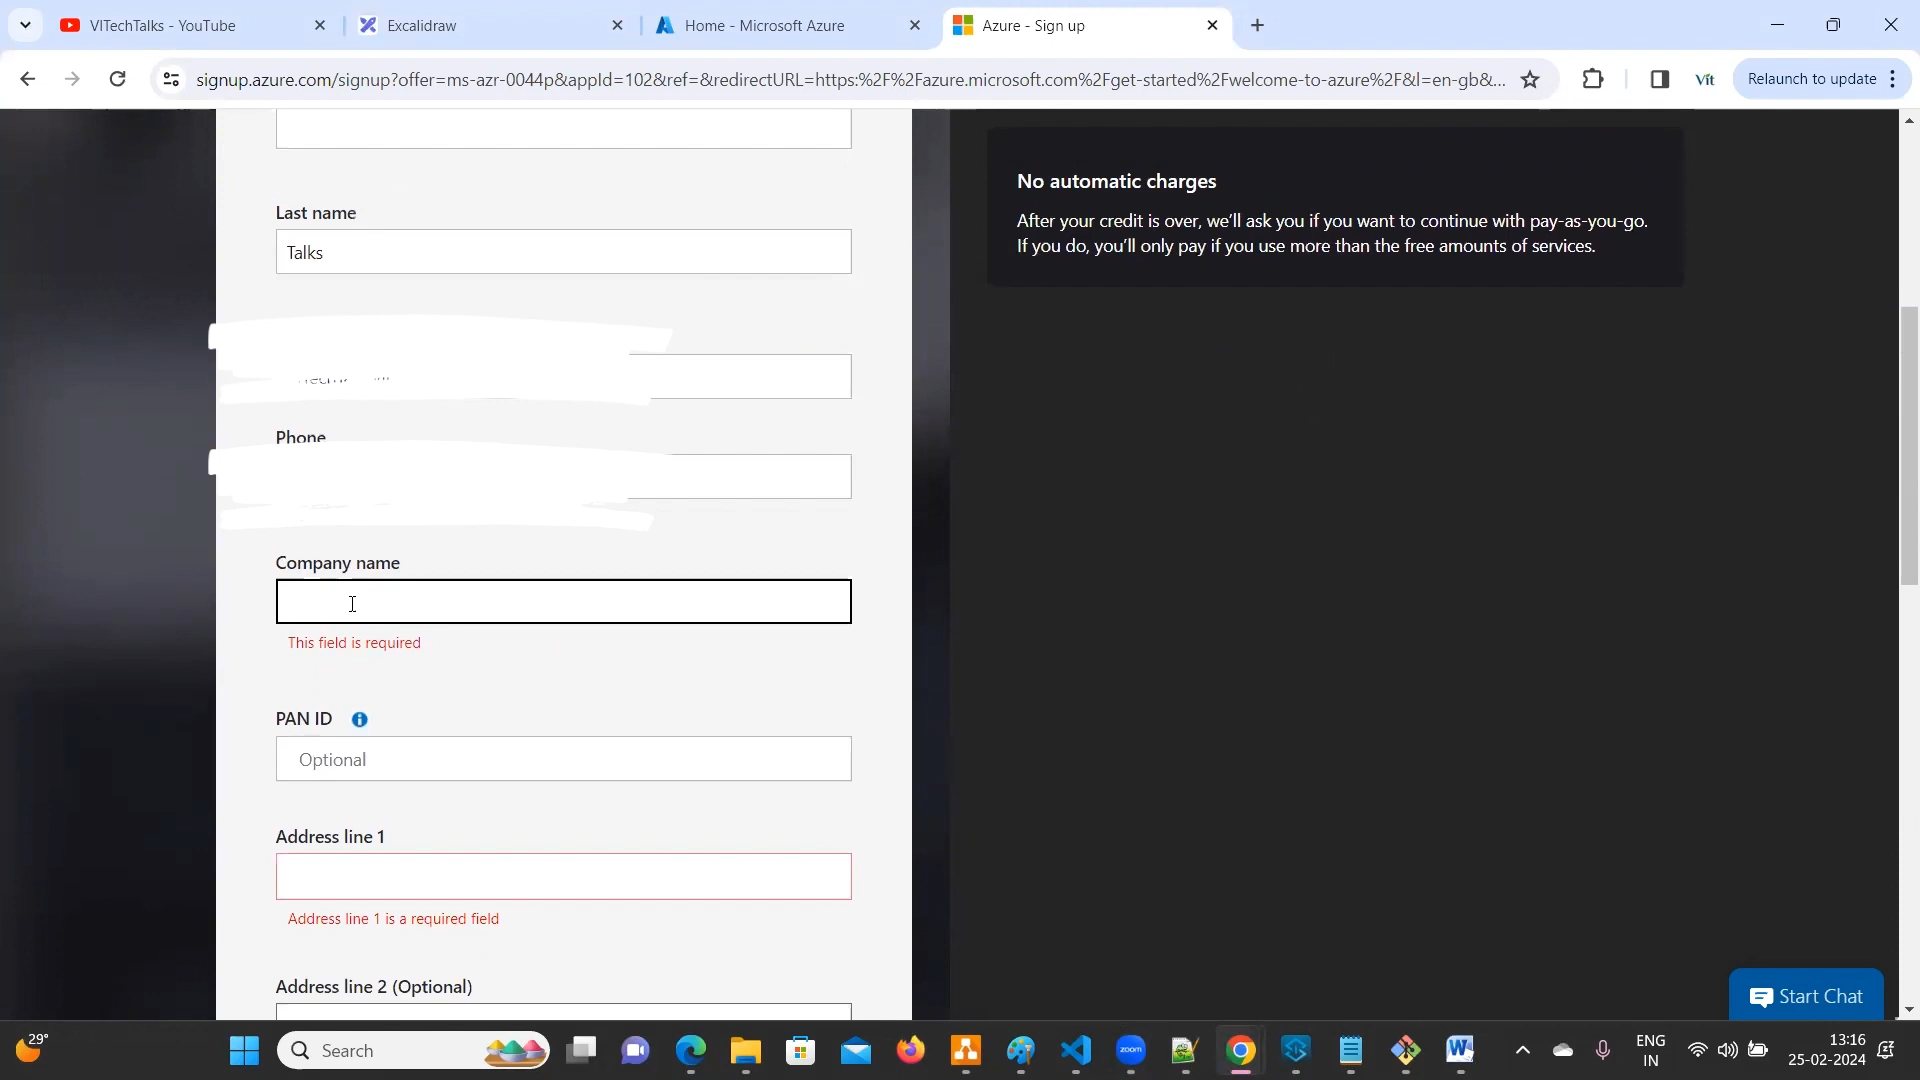 VITechTalks - YouTube
Excalidraw
Home - Microsoft Azure
Azure - Sign up
signup.azure.com/signup?offer=ms-azr-0044p&appId=102&ref=&redirectURL=https:%2F%2Fazure.microsoft.com%2Fget-started%2Fwelcome-to-azure%2F&l=en-gb&...
Vit
Relaunch to update
No automatic charges
After your credit is over, we'll ask you if you want to continue with pay-as-you-go.
If you do, you'll only pay if you use more than the free amounts of services.
Last name
Talks
Phone
Company name
This field is required
PAN ID
Optional
Address line 1
Address line 1 is a required field
Address line 2 (Optional)
Start Chat
29°
Search
zoom
ENG
IN
13:16
25-02-2024